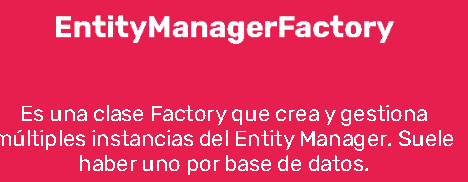 EntityManagerFactory
Es una clase Factory que crea y gestiona
múltiples instancias del Entity Manager. Suele
haber uno por base de datos.